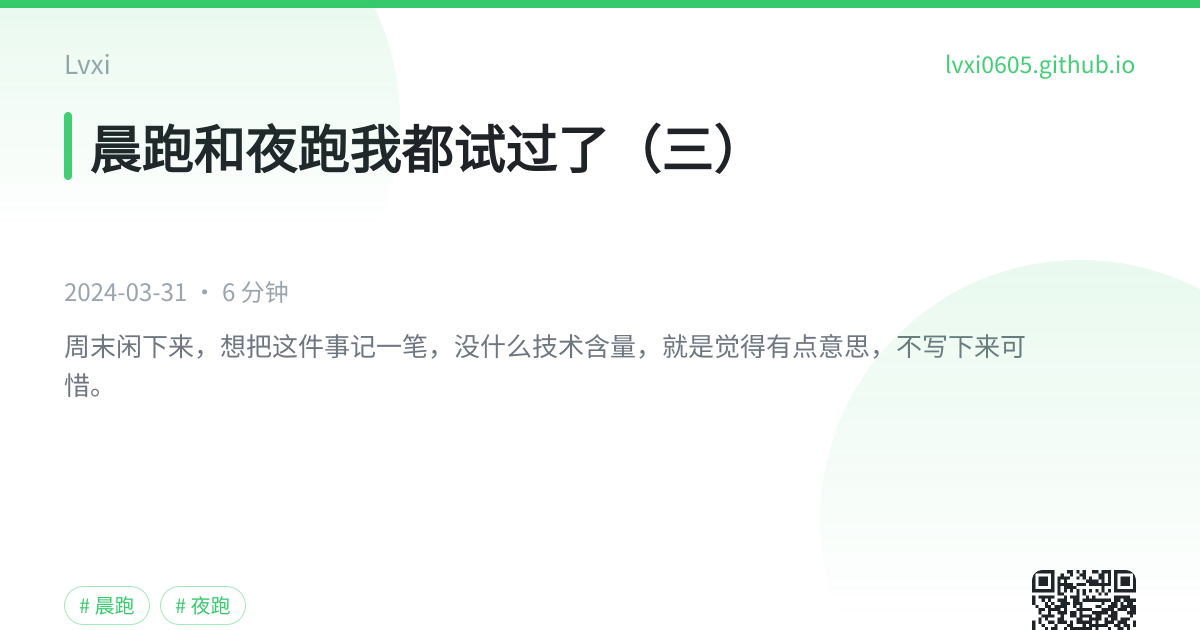 Lvxi
lvxi0605.github.io
晨跑和夜跑我都试过了（三）
2024-03-31 · 6 分钟
周末闲下来，想把这件事记一笔，没什么技术含量，就是觉得有点意思，不写下来可
惜。
# 晨跑
# 夜跑